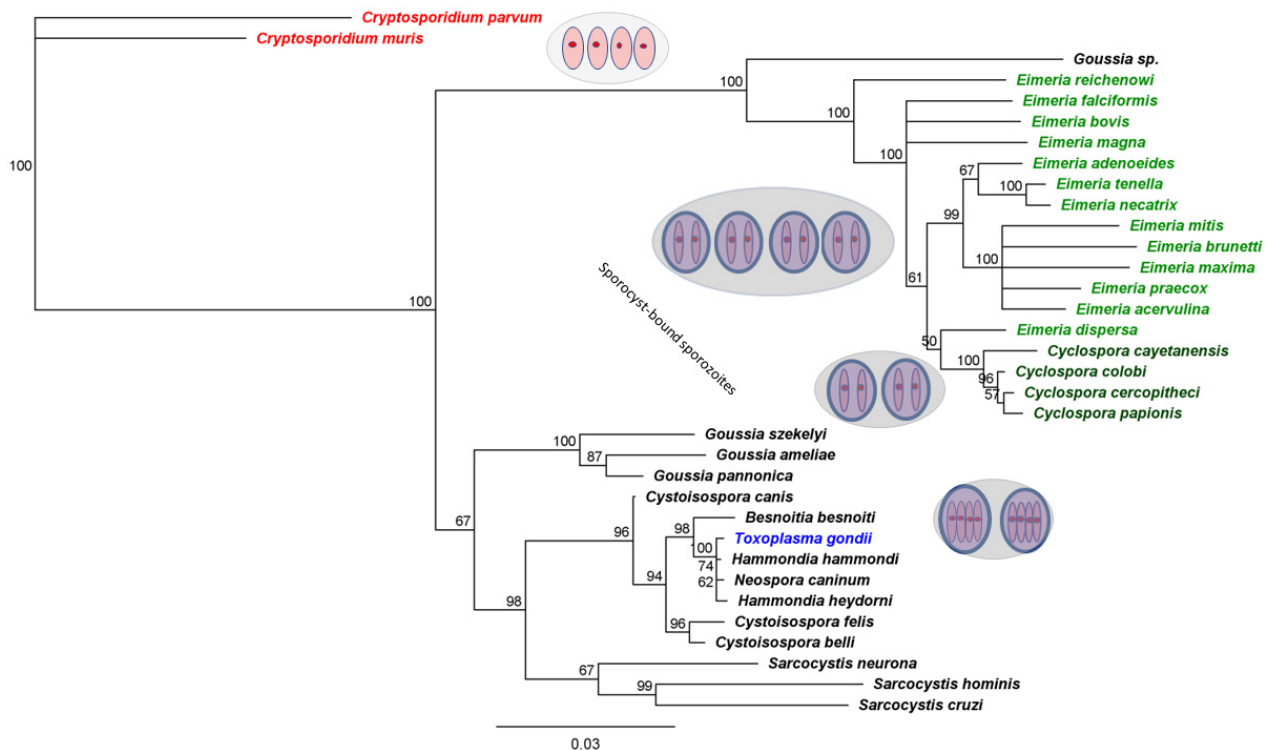 Cryptosporidium parvum
Cryptosporidium muris
Goussia sp.
100
Eimeria reichenowi
Eimeria falciformis
100
Eimeria bovis
Eimeria magna
100
100
Eimeria adenoeides
67
Eimeria tenella
100
Eimeria necatrix
99
Eimeria mitis
Eimeria brunetti
100
Eimeria maxima
61
Eimeria praecox
100
Eimeria acervulina
Sporocyst-bound sporozoites
Eimeria dispersa
50
Cyclospora cayetanensis
100
Cyclospora colobi
96
Cyclospora cercopitheci
57
Cyclospora papionis
Goussia szekelyi
100
Goussia ameliae
87
Goussia pannonica
Cystoisospora canis
67
Besnoitia besnoiti
96
98
Toxoplasma gondii
00
Hammondia hammondi
74
Neospora caninum
94
62
Hammondia heydorni
98
Cystoisospora felis
96
Cystoisospora belli
Sarcocystis neurona
67
Sarcocystis hominis
99
Sarcocystis cruzi
0.03